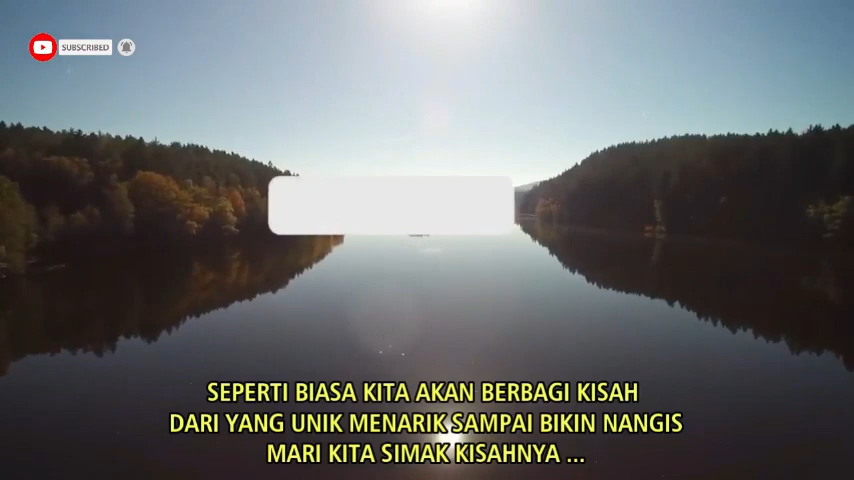 SUBSCRIBED
SEPERTI BIASA KITA AKAN BERBAGI KISAH
DARI YANG UNIK MENARIK SAMPAI BIKIN NANGIS
MARI KITA SIMAK KISAHNYA ...